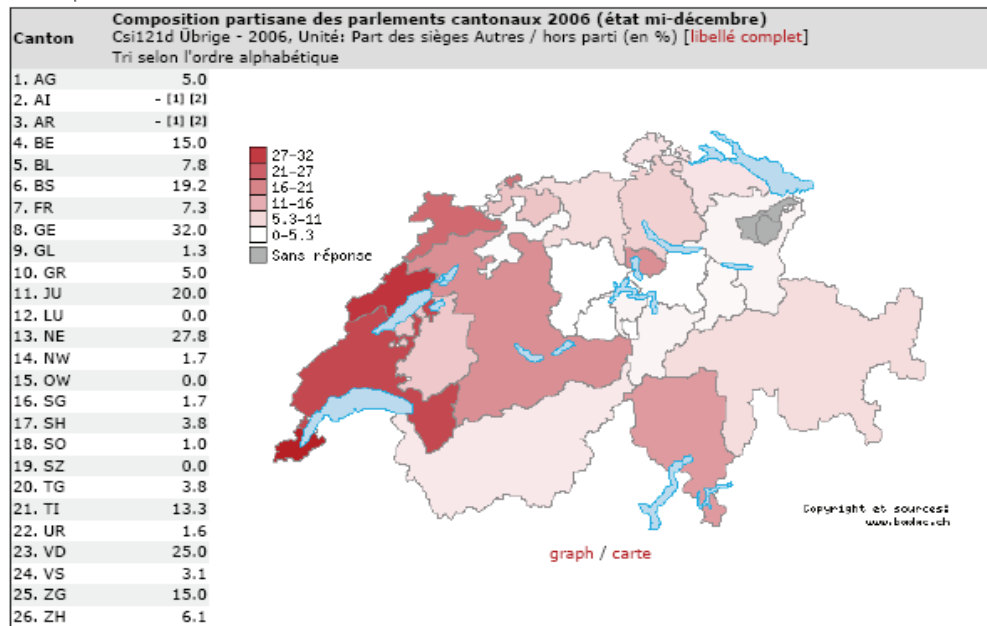 Composition partisane des parlements cantonaux 2006 (état mi-décembre)
Canton
Csi121d Übrige - 2006, Unité: Part des sièges Autres / hors parti (en %) [libellé complet]
Tri selon l'ordre alphabétique
1. AG 5.0
2. AI - [1] [2]
3. AR - [1] [2]
4. BE 15.0
5. BL 7.8
6. BS 19.2
7. FR 7.3
8. GE 32.0
9. GL 1.3
10. GR 5.0
11. JU 20.0
12. LU 0.0
13. NE 27.8
14. NW 1.7
15. OW 0.0
16. SG 1.7
17. SH 3.8
18. SO 1.0
19. SZ 0.0
20. TG 3.8
21. TI 13.3
22. UR 1.6
23. VD 25.0
24. VS 3.1
25. ZG 15.0
26. ZH 6.1
27-32
21-27
16-21
11-16
5.3-11
0-5.3
Sans réponse
Copyright et sources:
graph / carte